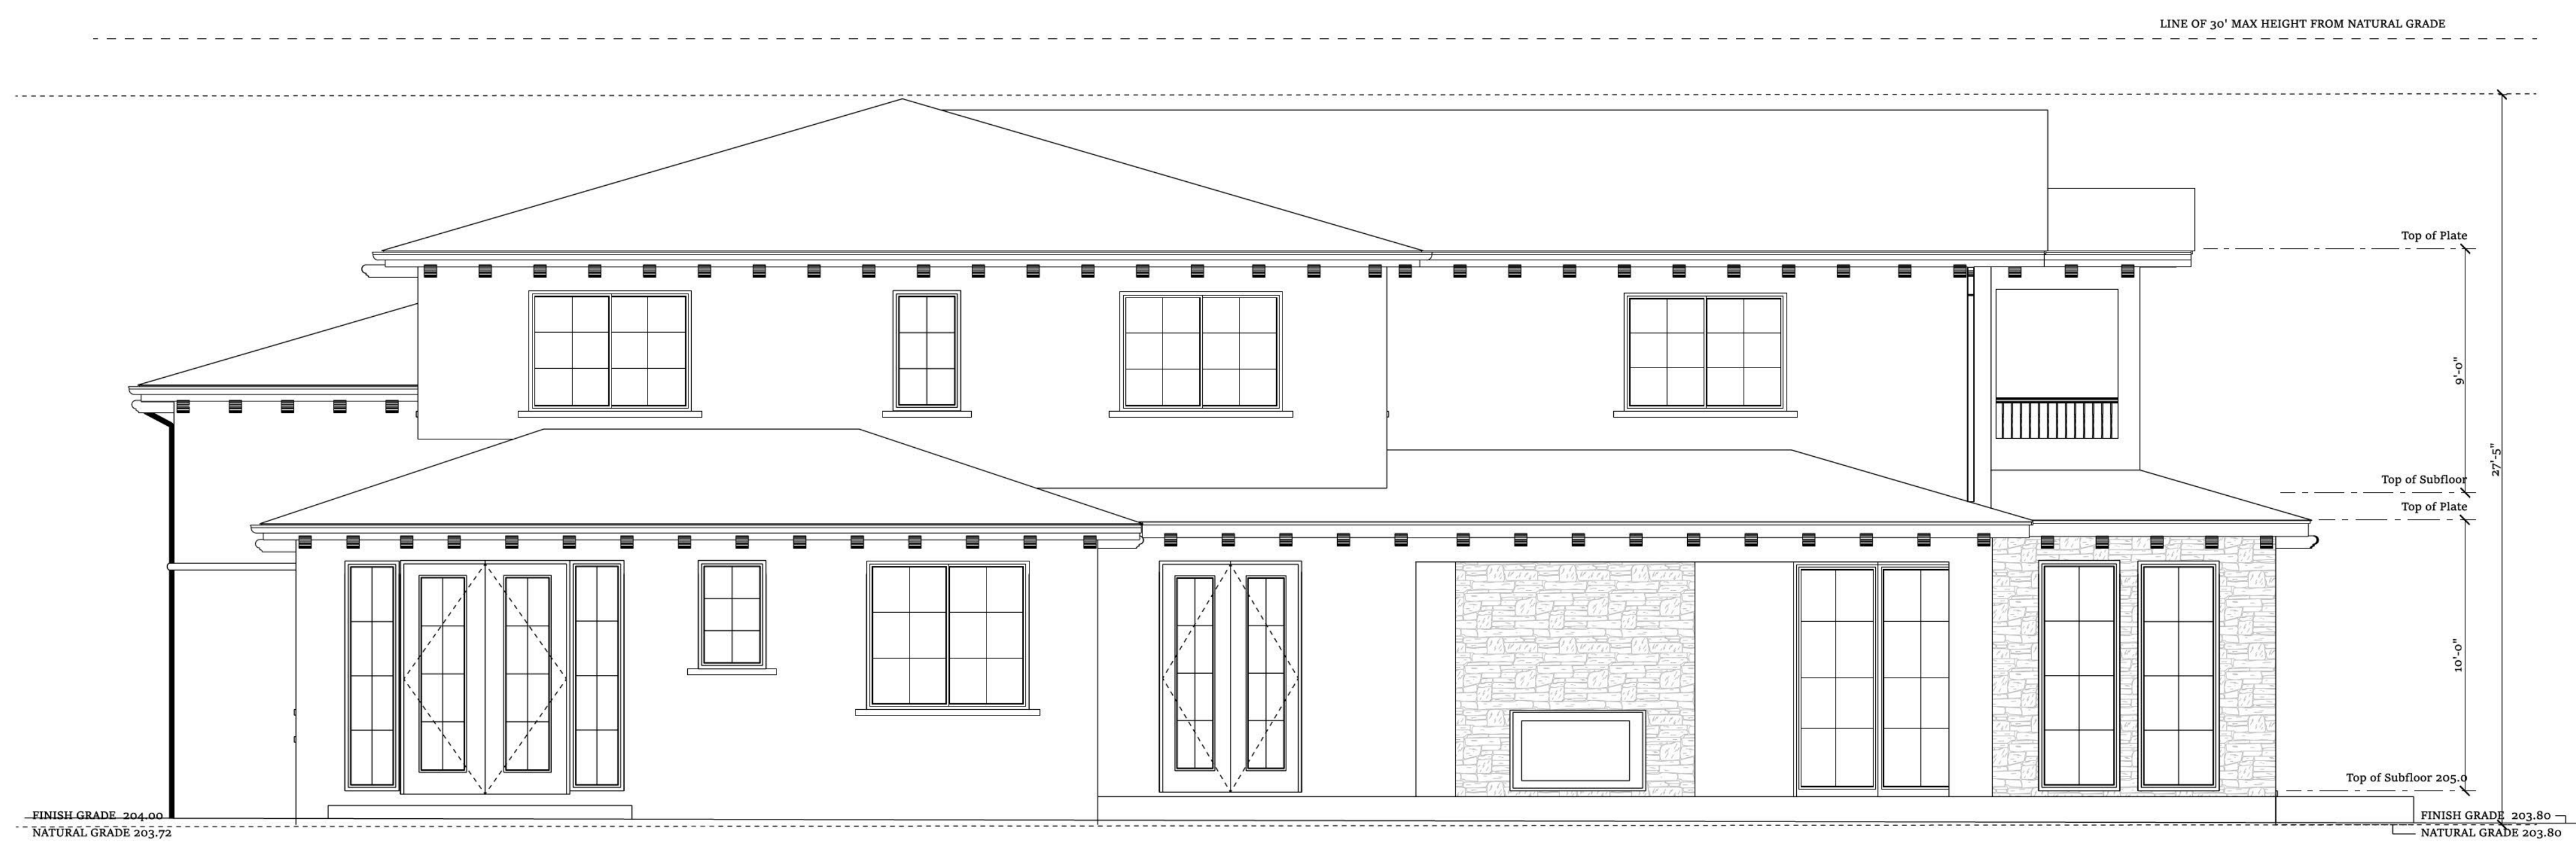 LINE OF 30' MAX HEIGHT FROM NATURAL GRADE
Top of Plate
9'-0"
27'-5"
Top of Subfloor
Top of Plate
10'-0"
Top of Subfloor 205.0
FINISH GRADE 204.00
NATURAL GRADE 203.72
FINISH GRADE 203.80
NATURAL GRADE 203.80